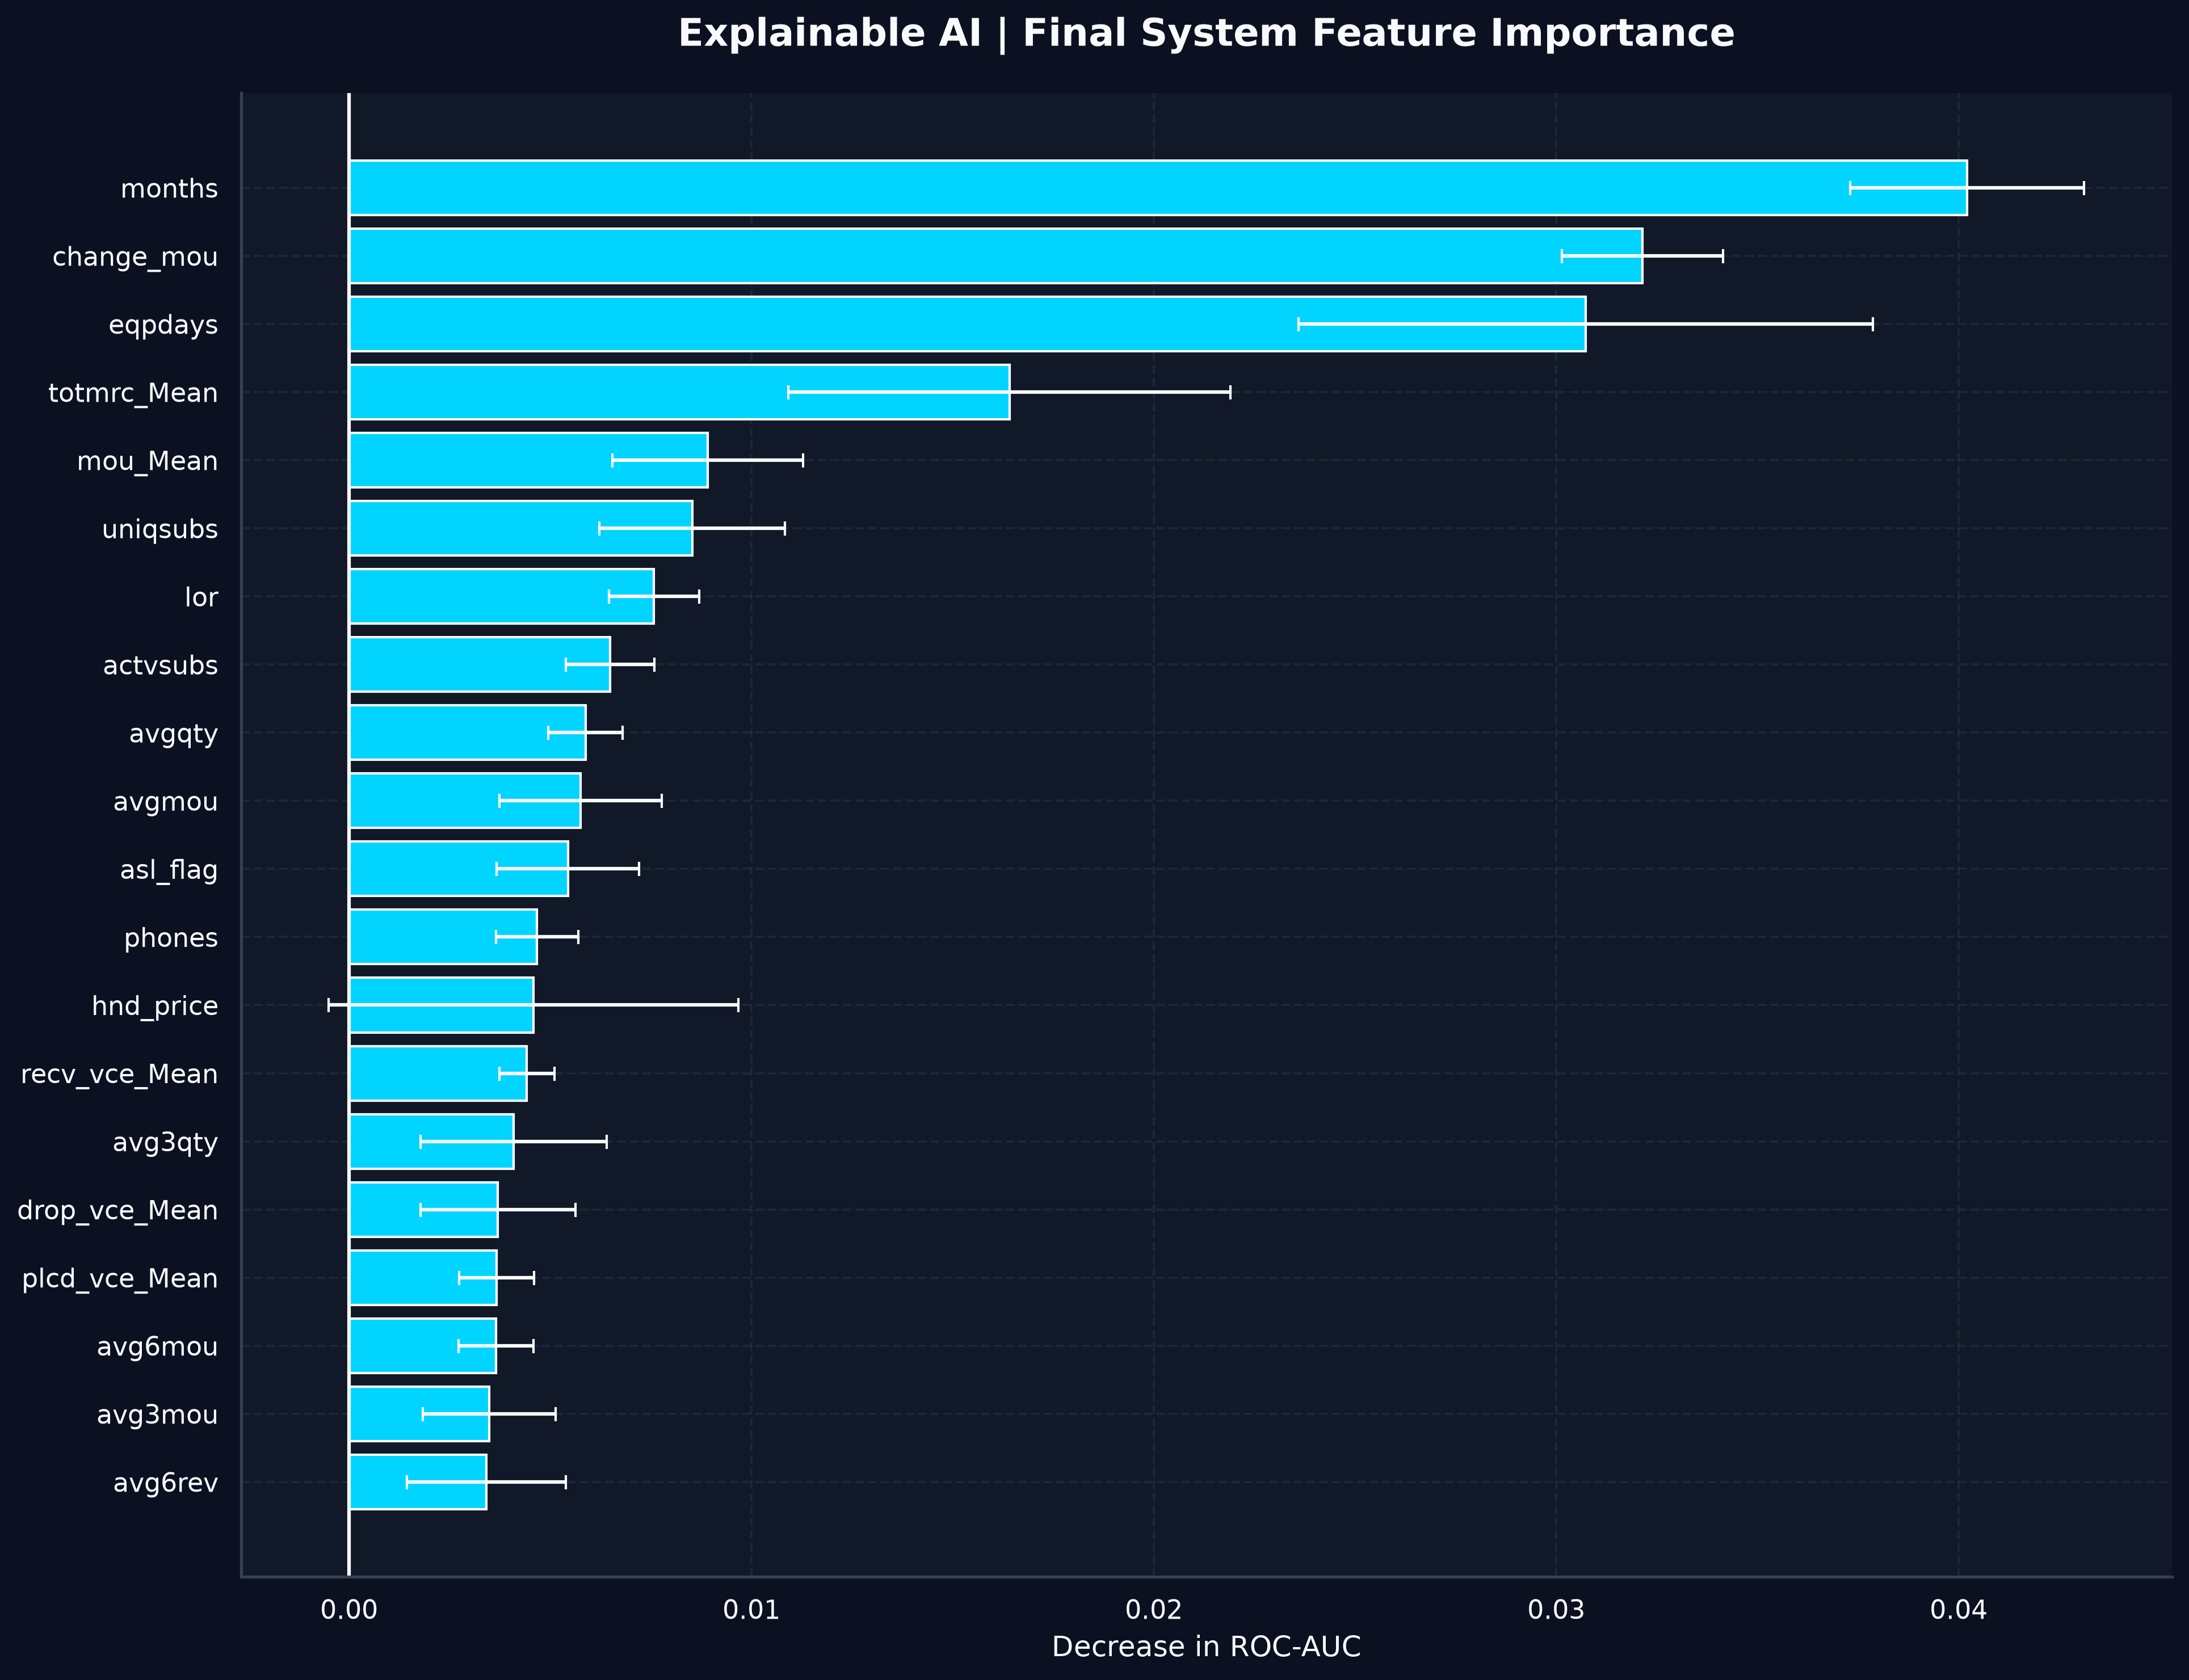 Explainable AI | Final System Feature Importance
months
change_mou
eqpdays
totmrc_Mean
mou_Mean
uniqsubs
lor
actvsubs
avgqty
avgmou
asl_flag
phones
hnd_price
recv_vce_Mean
avg3qty
drop_vce_Mean
plcd_vce_Mean
avg6mou
avg3mou
avg6rev
0.00 0.01 0.02 0.03 0.04
Decrease in ROC-AUC